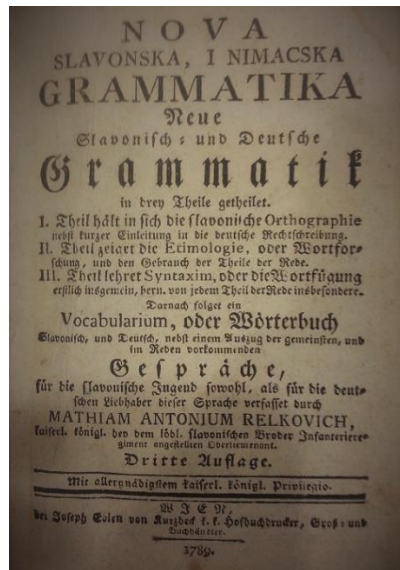 NOVA
SLAVONSKA, I NIMACSKA
GRAMMATIKA
Neue
Slavonisch- und Deutsche
Grammatik
in drey Theile getheilet.
I. Theil hält in sich die slavonische Orthographie
nebst kurzer Einleitung in die deutsche Rechtschreibung.
II. Theil zeiget die Etimologie, oder Wortfor-
schung, und den Gebrauch der Theile der Rede.
III. Theil lehret Syntaxim, oder die Wortfügung
erstlich insgemein, hern. von jedem Theil der Rede insbesondere.
Darnach folget ein
Vocabularium, oder Wörterbuch
Slavonisch, und Teutsch, nebst einem Auszug der gemeinsten, und
im Reden vorkommenden
Gespräche,
für die slavonische Jugend sowohl, als für die deut-
schen Liebhaber dieser Sprache verfasset durch
MATHIAM ANTONIUM RELKOVICH,
kaiserl. königl. bey dem löbl. slavonischen Broder Infanteriere-
giment angestellten Oberlieutenant.
Dritte Auflage.
Mit allergnädigstem kaiserl. königl. Privilegio.
WIEN,
bei Joseph Edlen von Kurzbeck k. k. Hofbuchdrucker, Groß- und
Buchhändler.
1789.